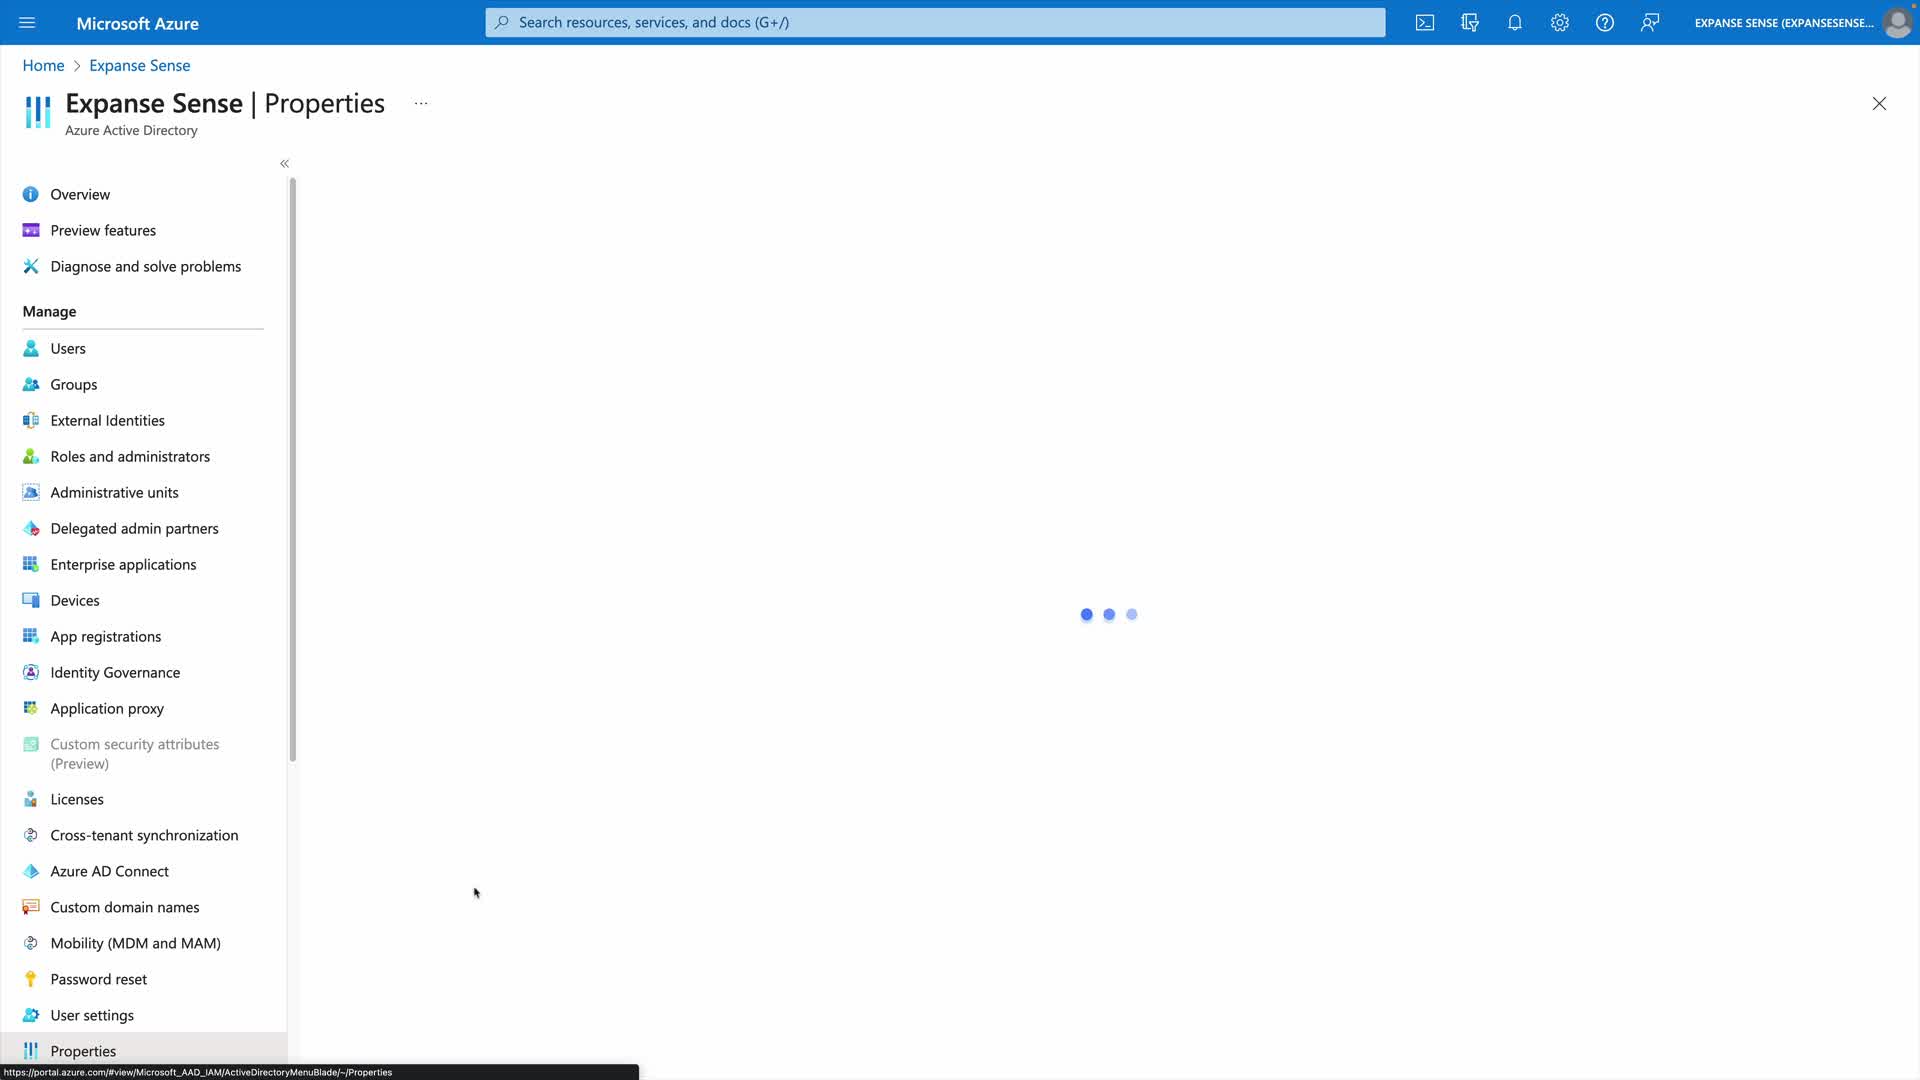 Microsoft Azure
Search resources, services, and docs (G+/)
EXPANSE SENSE (EXPANSESENSE...
Home > Expanse Sense
Expanse Sense | Properties ...
Azure Active Directory
«
Overview
Preview features
Diagnose and solve problems
Manage
Users
Groups
External Identities
Roles and administrators
Administrative units
Delegated admin partners
Enterprise applications
Devices
App registrations
Identity Governance
Application proxy
Custom security attributes
(Preview)
Licenses
Cross-tenant synchronization
Azure AD Connect
Custom domain names
Mobility (MDM and MAM)
Password reset
User settings
Properties
https://portal.azure.com/#view/Microsoft_AAD_IAM/ActiveDirectoryMenuBlade/~/Properties